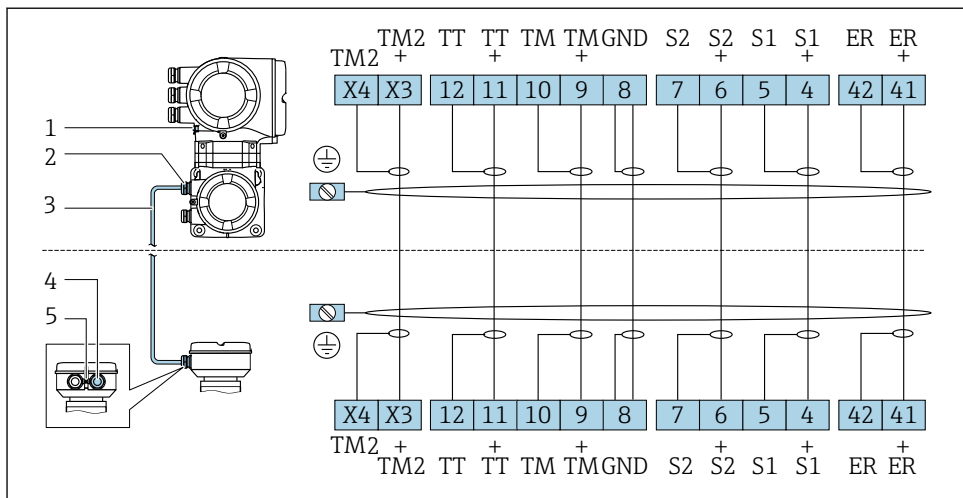 TM2 TT TT TM TM GND S2 S2 S1 S1 ER ER
TM2 + + + + + +
X4 X3 12 11 10 9 8 7 6 5 4 42 41
1
2
3
4
5
X4 X3 12 11 10 9 8 7 6 5 4 42 41
TM2 + + + + + +
TM2 TT TT TM TM GND S2 S2 S1 S1 ER ER